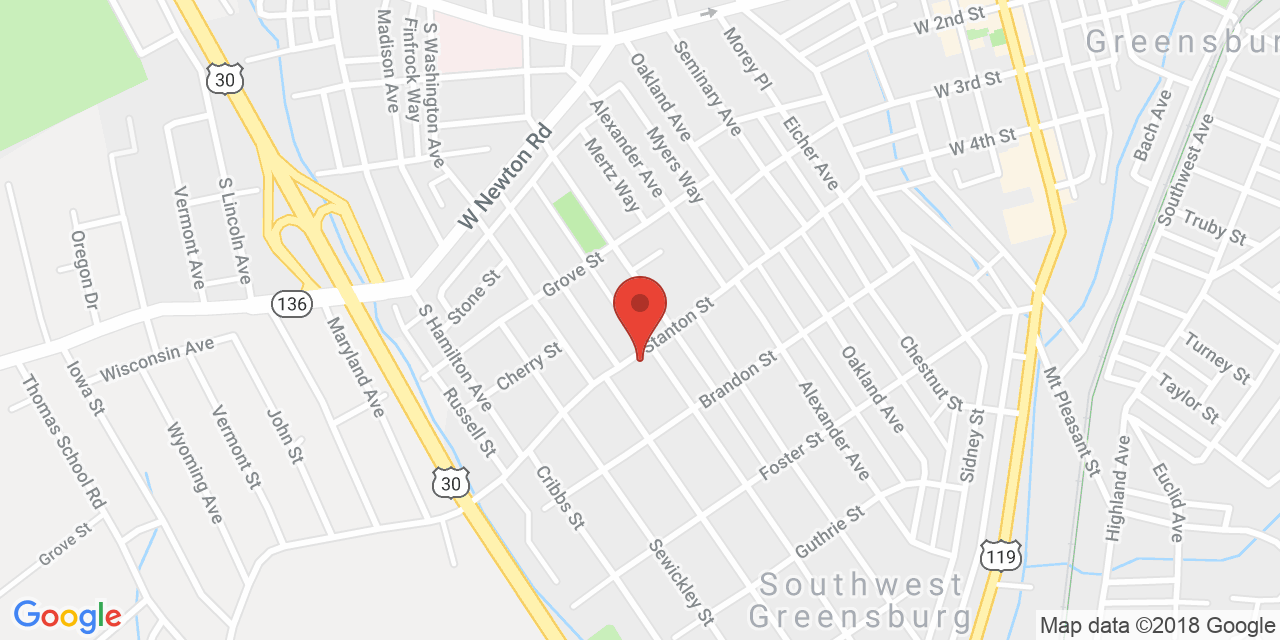 W 2nd St
Greensbur
S Washington Ave
Finfrock Way
Madison Ave
30
Morey Pl
Seminary Ave
Oakland Ave
W 3rd St
W 4th St
Bach Ave
Southwest Ave
Alexander Ave
Myers Way
Eicher Ave
Mertz Way
W Newton Rd
Vermont Ave
S Lincoln Ave
Oregon Dr
Truby St
Grove St
Stone St
136
Stanton St
S Hamilton Ave
Maryland Ave
Wisconsin Ave
Cherry St
Brandon St
Oakland Ave
Chestnut St
Turney St
Taylor St
Mt Pleasant St
Iowa St
Thomas School Rd
John St
Vermont St
Wyoming Ave
Russell St
Alexander Ave
Foster St
Sidney St
Highland Ave
Euclid Ave
30
Cribbs St
Guthrie St
Grove St
Sewickley St
119
Southwest
Greensburg
Google
Map data ©2018 Google